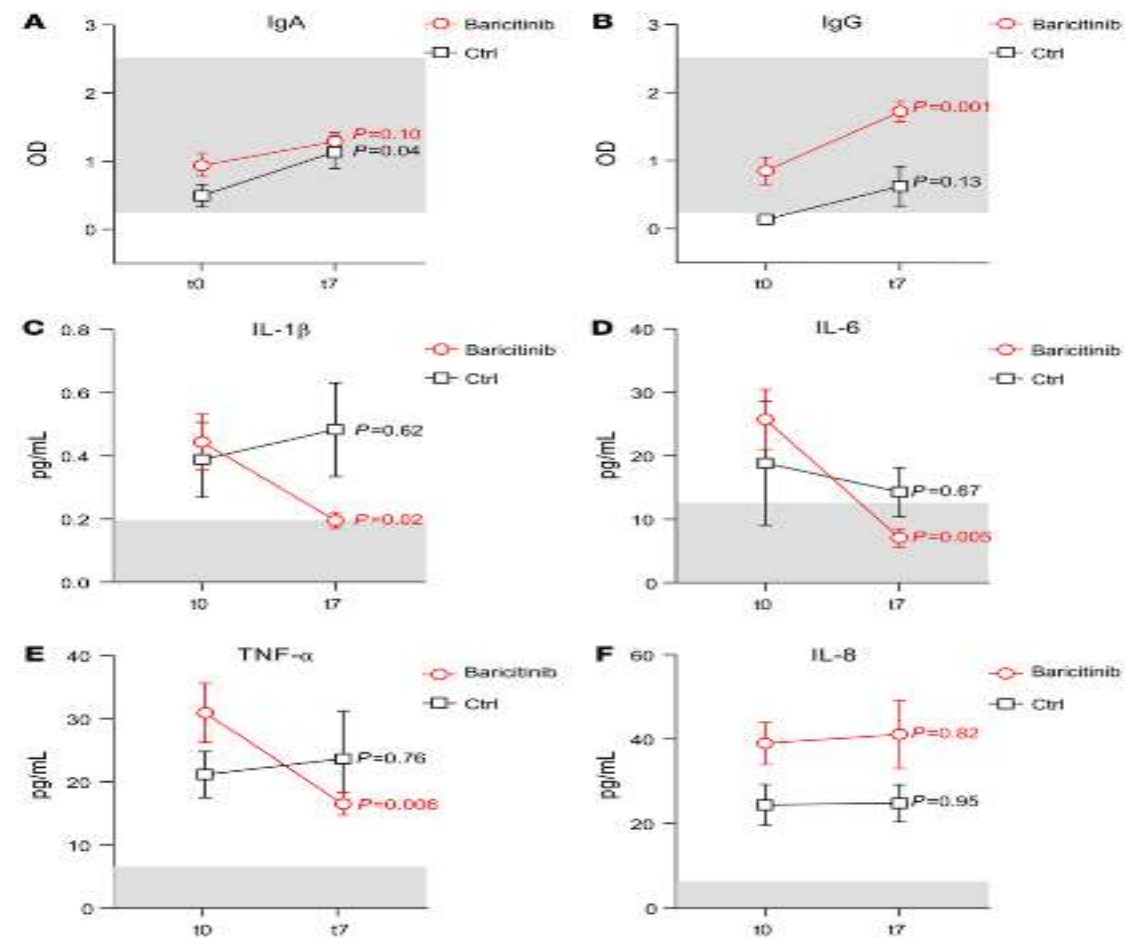 A
IgA
3
2
1
0
OD
t0
t7
Baricitinib
Ctrl
P=0.10
P=0.04
B
IgG
3
2
1
0
OD
t0
t7
Baricitinib
Ctrl
P=0.001
P=0.13
C
IL-1β
0.8
0.6
0.4
0.2
0.0
pg/mL
t0
t7
Baricitinib
Ctrl
P=0.62
P=0.02
D
IL-6
40
30
20
10
0
pg/mL
t0
t7
Baricitinib
Ctrl
P=0.67
P=0.005
E
TNF-α
40
30
20
10
0
pg/mL
t0
t7
Baricitinib
Ctrl
P=0.76
P=0.006
F
IL-8
60
40
20
0
pg/mL
t0
t7
Baricitinib
Ctrl
P=0.82
P=0.95